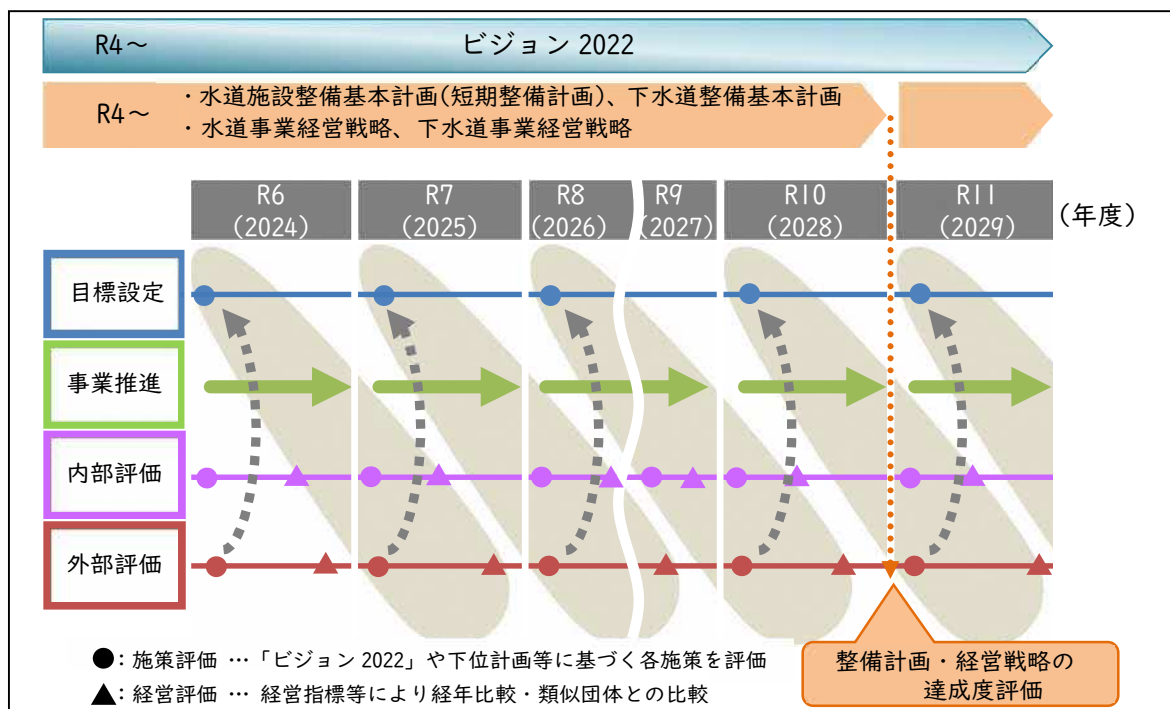 R4～ ビジョン 2022
R4～
・水道施設整備基本計画(短期整備計画)、下水道整備基本計画
・水道事業経営戦略、下水道事業経営戦略
R6 R7 R8 R9 R10 R11
(2024) (2025) (2026) (2027) (2028) (2029)
(年度)
目標設定
事業推進
内部評価
外部評価
●：施策評価 …「ビジョン 2022」や下位計画等に基づく各施策を評価
▲：経営評価 … 経営指標等により経年比較・類似団体との比較
整備計画・経営戦略の
達成度評価